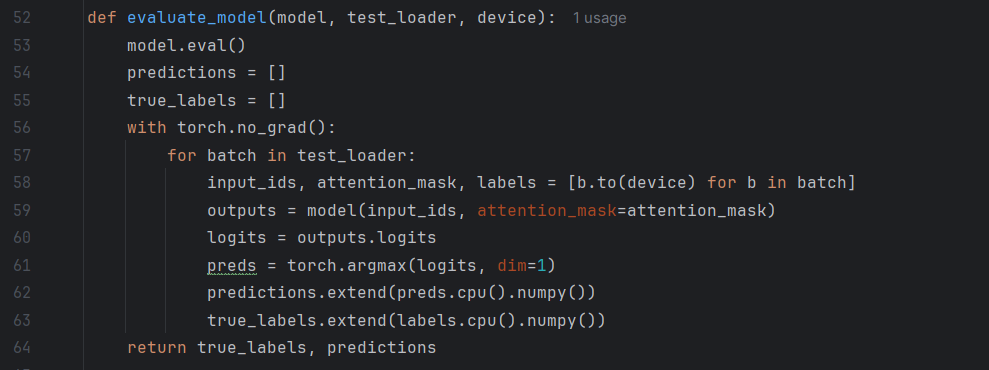 52 def evaluate_model(model, test_loader, device): 1 usage
53 model.eval()
54 predictions = []
55 true_labels = []
56 with torch.no_grad():
57 for batch in test_loader:
58 input_ids, attention_mask, labels = [b.to(device) for b in batch]
59 outputs = model(input_ids, attention_mask=attention_mask)
60 logits = outputs.logits
61 preds = torch.argmax(logits, dim=1)
62 predictions.extend(preds.cpu().numpy())
63 true_labels.extend(labels.cpu().numpy())
64 return true_labels, predictions